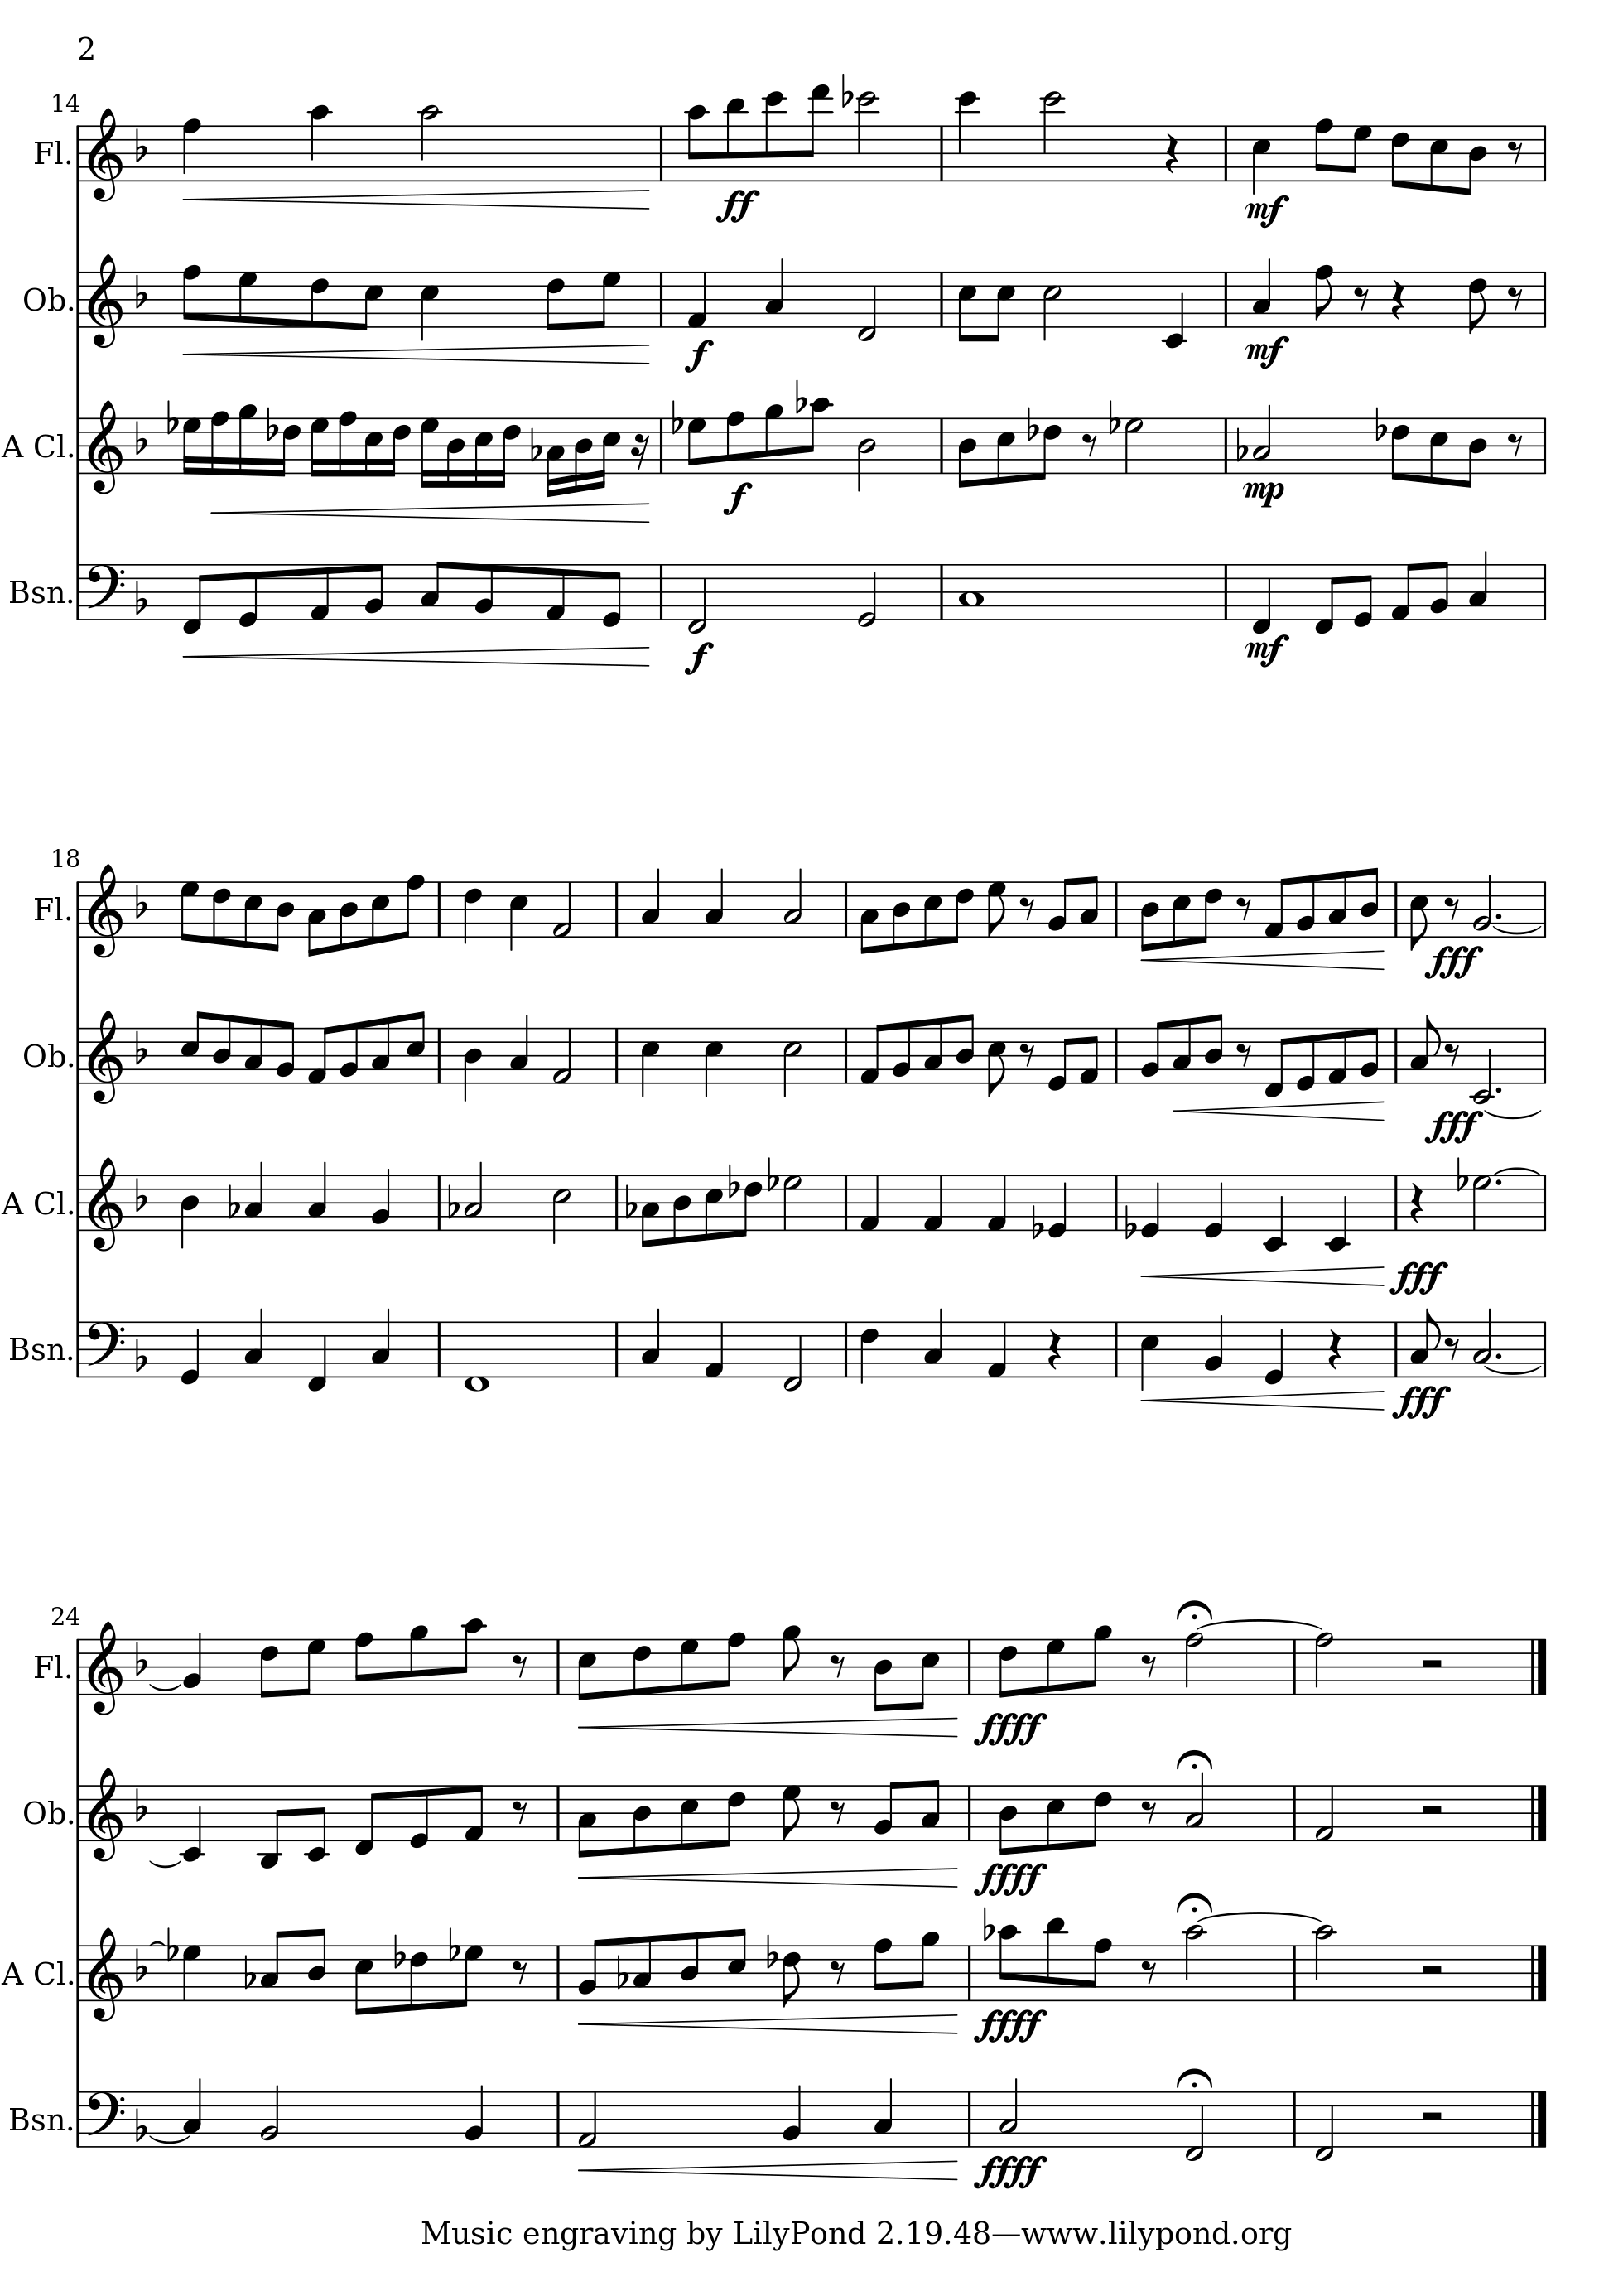 2
14
Fl.
ff
mf
Ob.
f
mf
A Cl.
f
mp
Bsn.
f
mf
18
Fl.
fff
Ob.
fff
A Cl.
fff
Bsn.
fff
24
Fl.
ffff
Ob.
ffff
A Cl.
ffff
Bsn.
ffff
Music engraving by LilyPond 2.19.48—www.lilypond.org